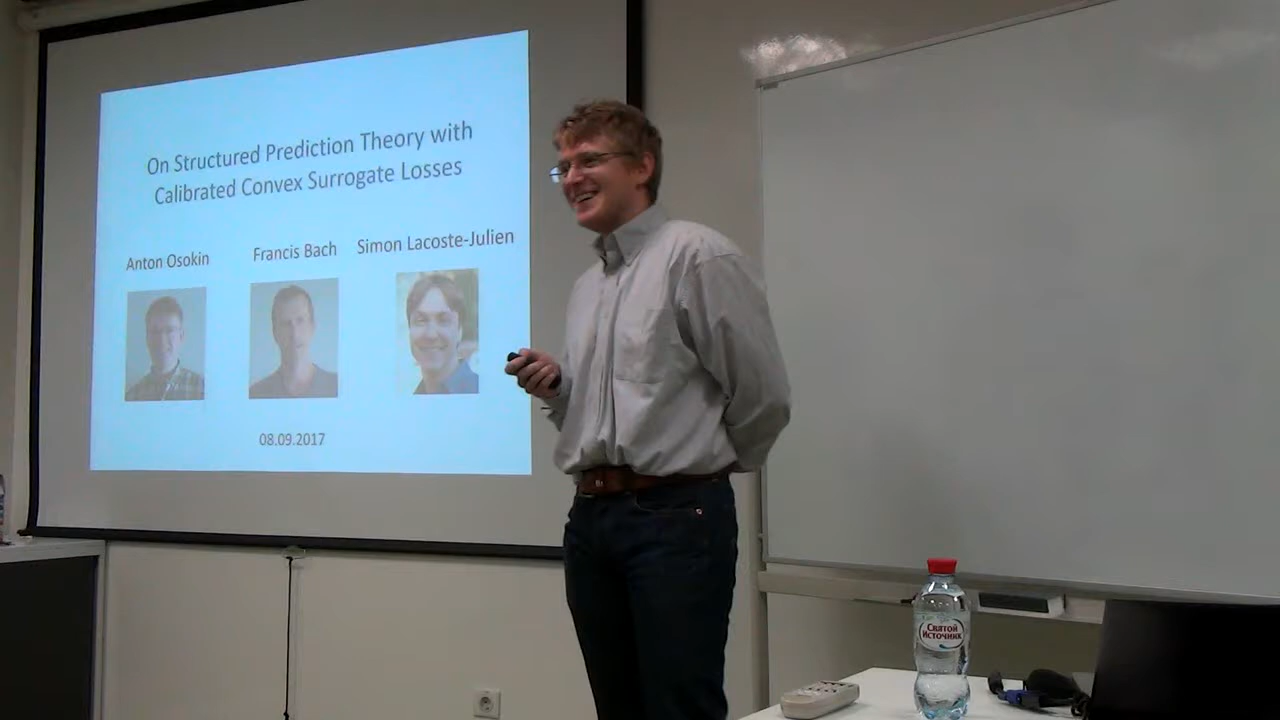 On Structured Prediction Theory with
Calibrated Convex Surrogate Losses
Anton Osokin
Francis Bach
Simon Lacoste-Julien
08.09.2017
Святой
Источник